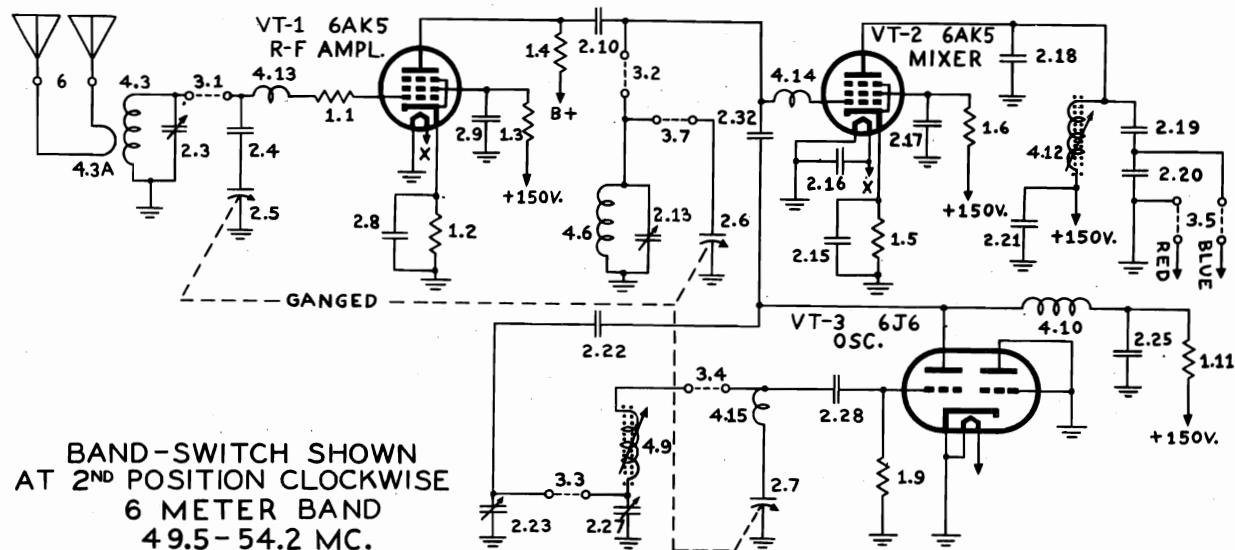 VT-1 6AK5
R-F AMPL.
VT-2 6AK5
MIXER
6
4.3
3.1
4.13
1.1
2.3
2.4
4.3A
2.5
2.8
1.2
X
2.9
1.3
+150V.
1.4
B+
2.10
3.2
3.7
2.32
4.6
2.13
2.6
4.14
2.16
X
2.17
1.6
+150V.
2.15
1.5
2.18
4.12
2.19
2.20
2.21
+150V.
3.5
RED
BLUE
GANGED
2.22
VT-3 6J6
OSC.
4.10
2.25
1.11
+150V.
3.4
4.15
2.28
4.9
1.9
3.3
2.7
2.23
2.27
BAND-SWITCH SHOWN
AT 2ND POSITION CLOCKWISE
6 METER BAND
49.5-54.2 MC.